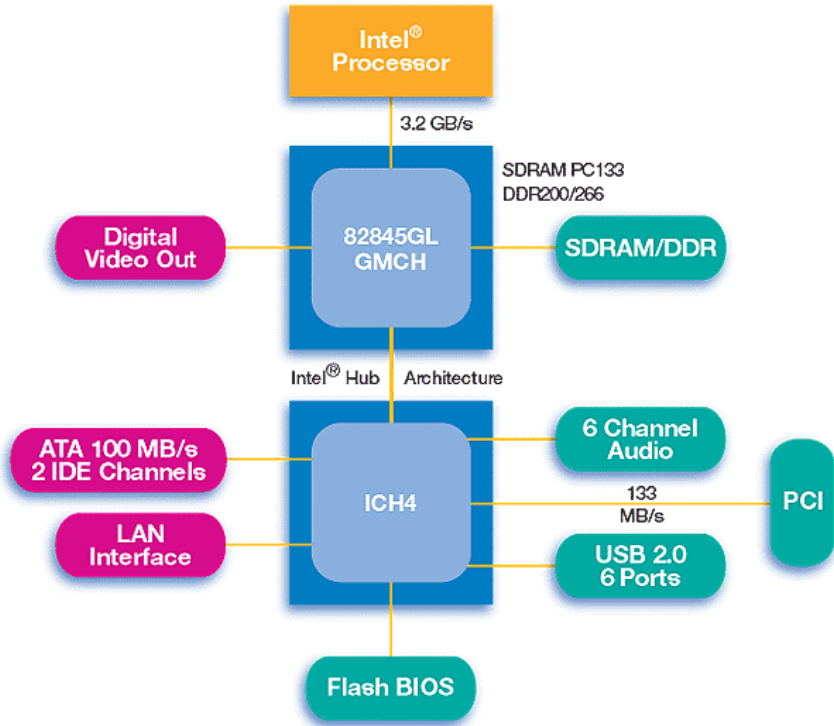 Intel®
Processor
3.2 GB/s
SDRAM PC133
DDR200/266
Digital
Video Out
82845GL
GMCH
SDRAM/DDR
Intel® Hub Architecture
ATA 100 MB/s
2 IDE Channels
6 Channel
Audio
ICH4
133
MB/s
PCI
LAN
Interface
USB 2.0
6 Ports
Flash BIOS